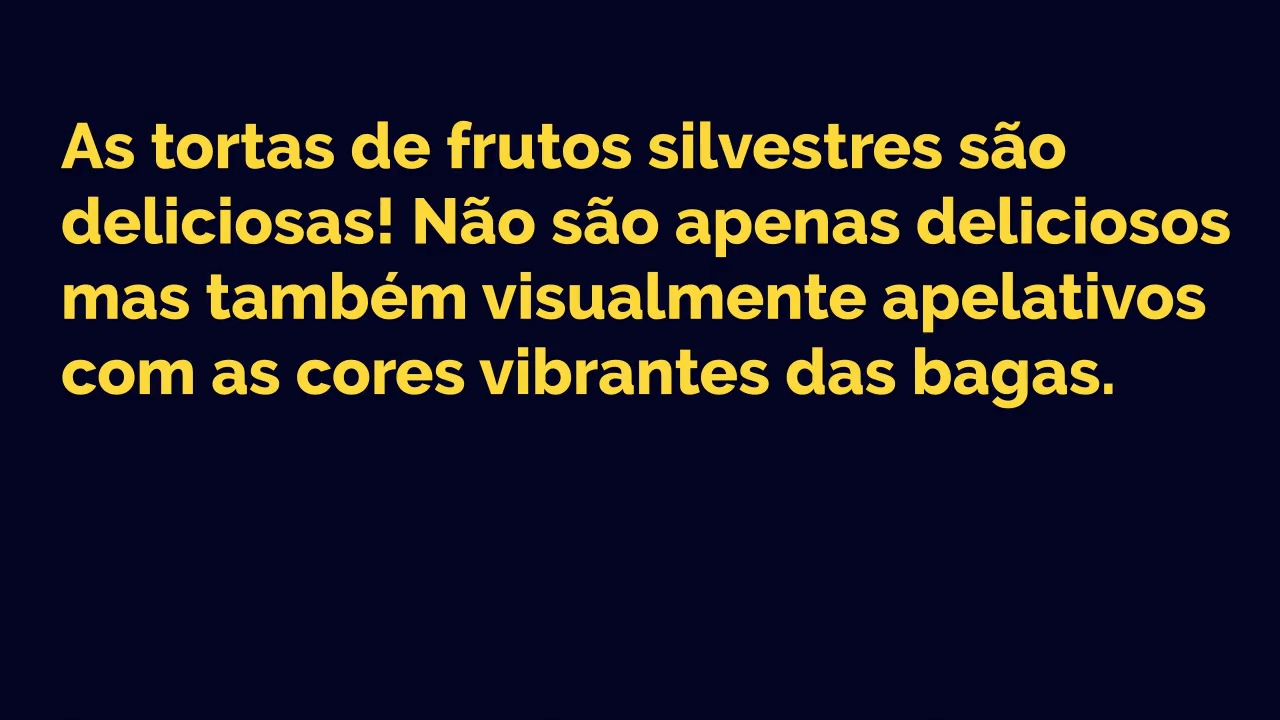 As tortas de frutos silvestres são
deliciosas! Não são apenas deliciosos
mas também visualmente apelativos
com as cores vibrantes das bagas.